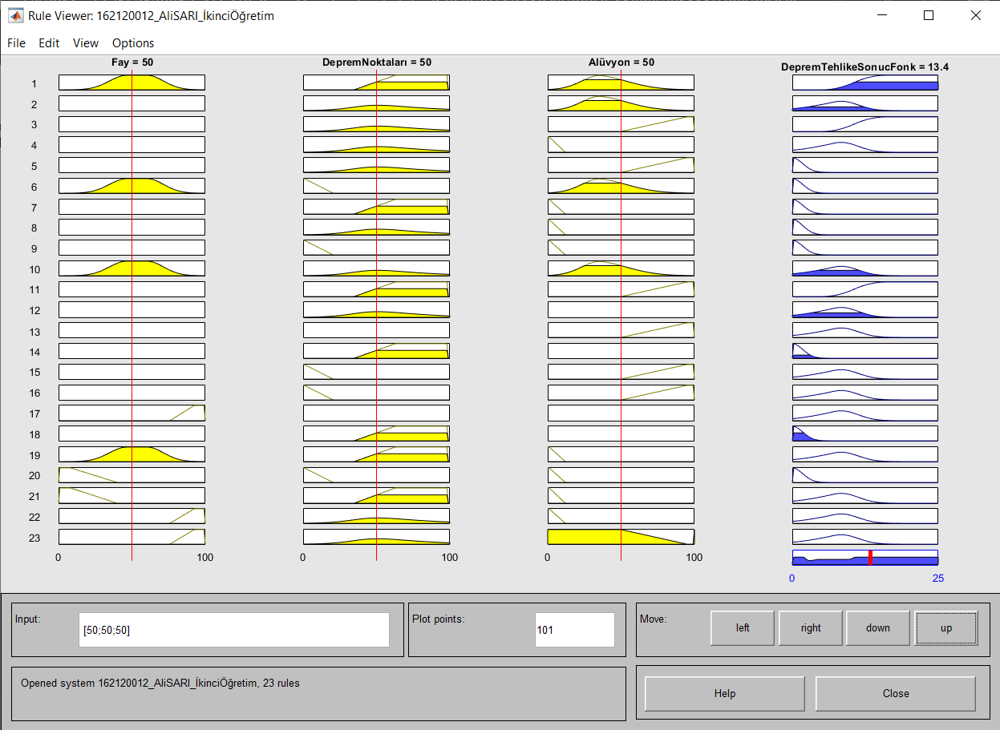 Rule Viewer: 162120012_AliSARI_İkinciÖğretim
File Edit View Options
Fay = 50
DepremNoktaları = 50
Alüvyon = 50
DepremTehlikeSonucFonk = 13.4
1
2
3
4
5
6
7
8
9
10
11
12
13
14
15
16
17
18
19
20
21
22
23
0 100 0 100 0 100
0 25
Input: [50;50;50]
Plot points: 101
Move: left right down up
Opened system 162120012_AliSARI_İkinciÖğretim, 23 rules
Help Close